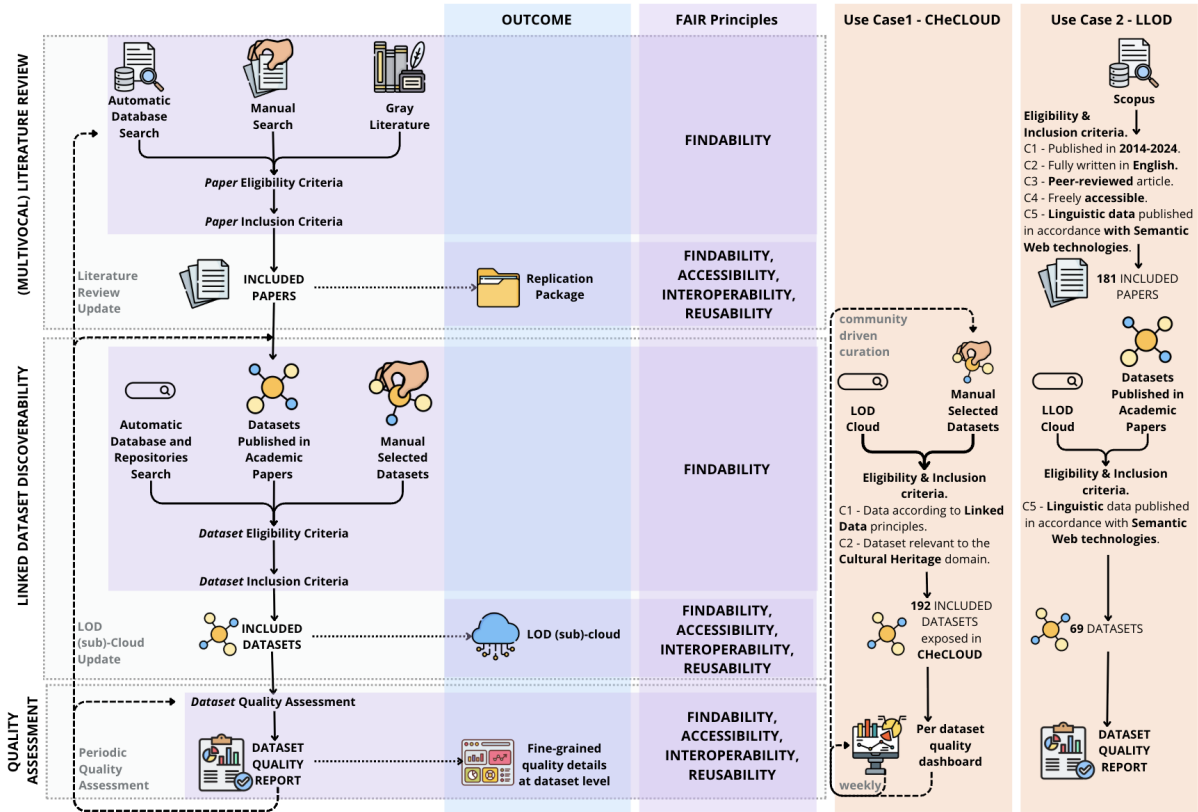 OUTCOME
FAIR Principles
Use Case1 - CHeCLOUD
Use Case 2 - LLOD
(MULTIVOCAL) LITERATURE REVIEW
Automatic
Database
Search
Manual
Search
Gray
Literature
Paper Eligibility Criteria
Paper Inclusion Criteria
FINDABILITY
Literature
Review
Update
INCLUDED
PAPERS
Replication
Package
FINDABILITY,
ACCESSIBILITY,
INTEROPERABILITY,
REUSABILITY
Scopus
Eligibility &
Inclusion criteria.
C1 - Published in 2014-2024.
C2 - Fully written in English.
C3 - Peer-reviewed article.
C4 - Freely accessible.
C5 - Linguistic data published
in accordance with Semantic
Web technologies.
181 INCLUDED
PAPERS
LINKED DATASET DISCOVERABILITY
Automatic
Database and
Repositories
Search
Datasets
Published in
Academic
Papers
Manual
Selected
Datasets
Dataset Eligibility Criteria
Dataset Inclusion Criteria
FINDABILITY
LOD
(sub)-Cloud
Update
INCLUDED
DATASETS
LOD (sub)-cloud
FINDABILITY,
ACCESSIBILITY,
INTEROPERABILITY,
REUSABILITY
community
driven
curation
LOD
Cloud
Manual
Selected
Datasets
Eligibility & Inclusion
criteria.
C1 - Data according to Linked
Data principles.
C2 - Dataset relevant to the
Cultural Heritage domain.
192 INCLUDED
DATASETS
exposed in
CHeCLOUD
LLOD
Cloud
Datasets
Published in
Academic
Papers
Eligibility & Inclusion
criteria.
C5 - Linguistic data published
in accordance with Semantic
Web technologies.
69 DATASETS
QUALITY
ASSESSMENT
Dataset Quality Assessment
Periodic
Quality
Assessment
DATASET
QUALITY
REPORT
Fine-grained
quality details
at dataset level
FINDABILITY,
ACCESSIBILITY,
INTEROPERABILITY,
REUSABILITY
Per dataset
quality
dashboard
weekly
DATASET
QUALITY
REPORT